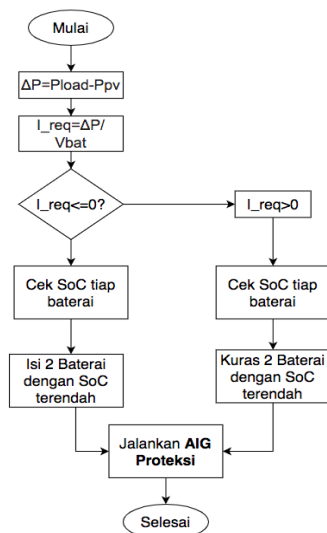 Mulai
ΔP=Pload-Ppv
I_req=ΔP/
Vbat
I_req<=0?
I_req>0
Cek SoC tiap
baterai
Cek SoC tiap
baterai
Isi 2 Baterai
dengan SoC
terendah
Kuras 2 Baterai
dengan SoC
terendah
Jalankan AIG
Proteksi
Selesai